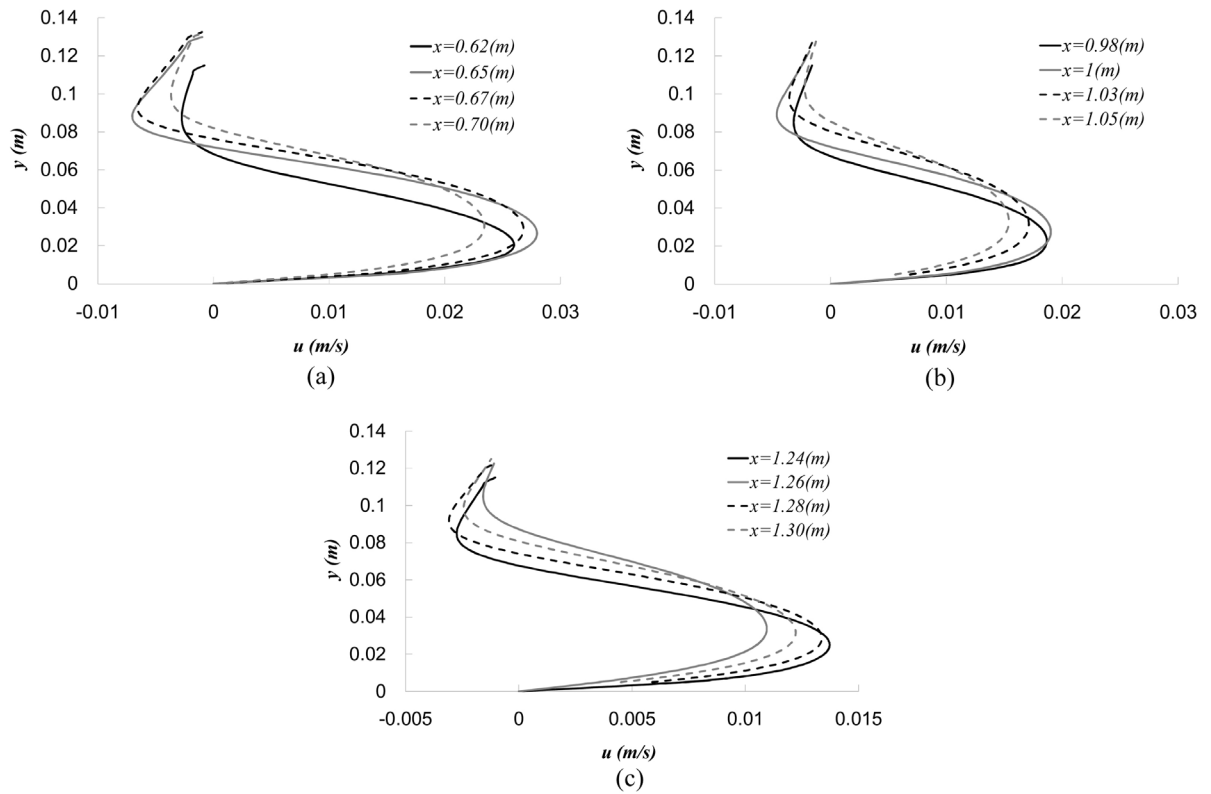 0.14
0.12
0.1
0.08
0.06
0.04
0.02
0
y (m)
-0.01 0 0.01 0.02 0.03
u (m/s)
x=0.62(m)
x=0.65(m)
x=0.67(m)
x=0.70(m)
(a)
0.14
0.12
0.1
0.08
0.06
0.04
0.02
0
y (m)
-0.01 0 0.01 0.02 0.03
u (m/s)
x=0.98(m)
x=1(m)
x=1.03(m)
x=1.05(m)
(b)
0.14
0.12
0.1
0.08
0.06
0.04
0.02
0
y (m)
-0.005 0 0.005 0.01 0.015
u (m/s)
x=1.24(m)
x=1.26(m)
x=1.28(m)
x=1.30(m)
(c)